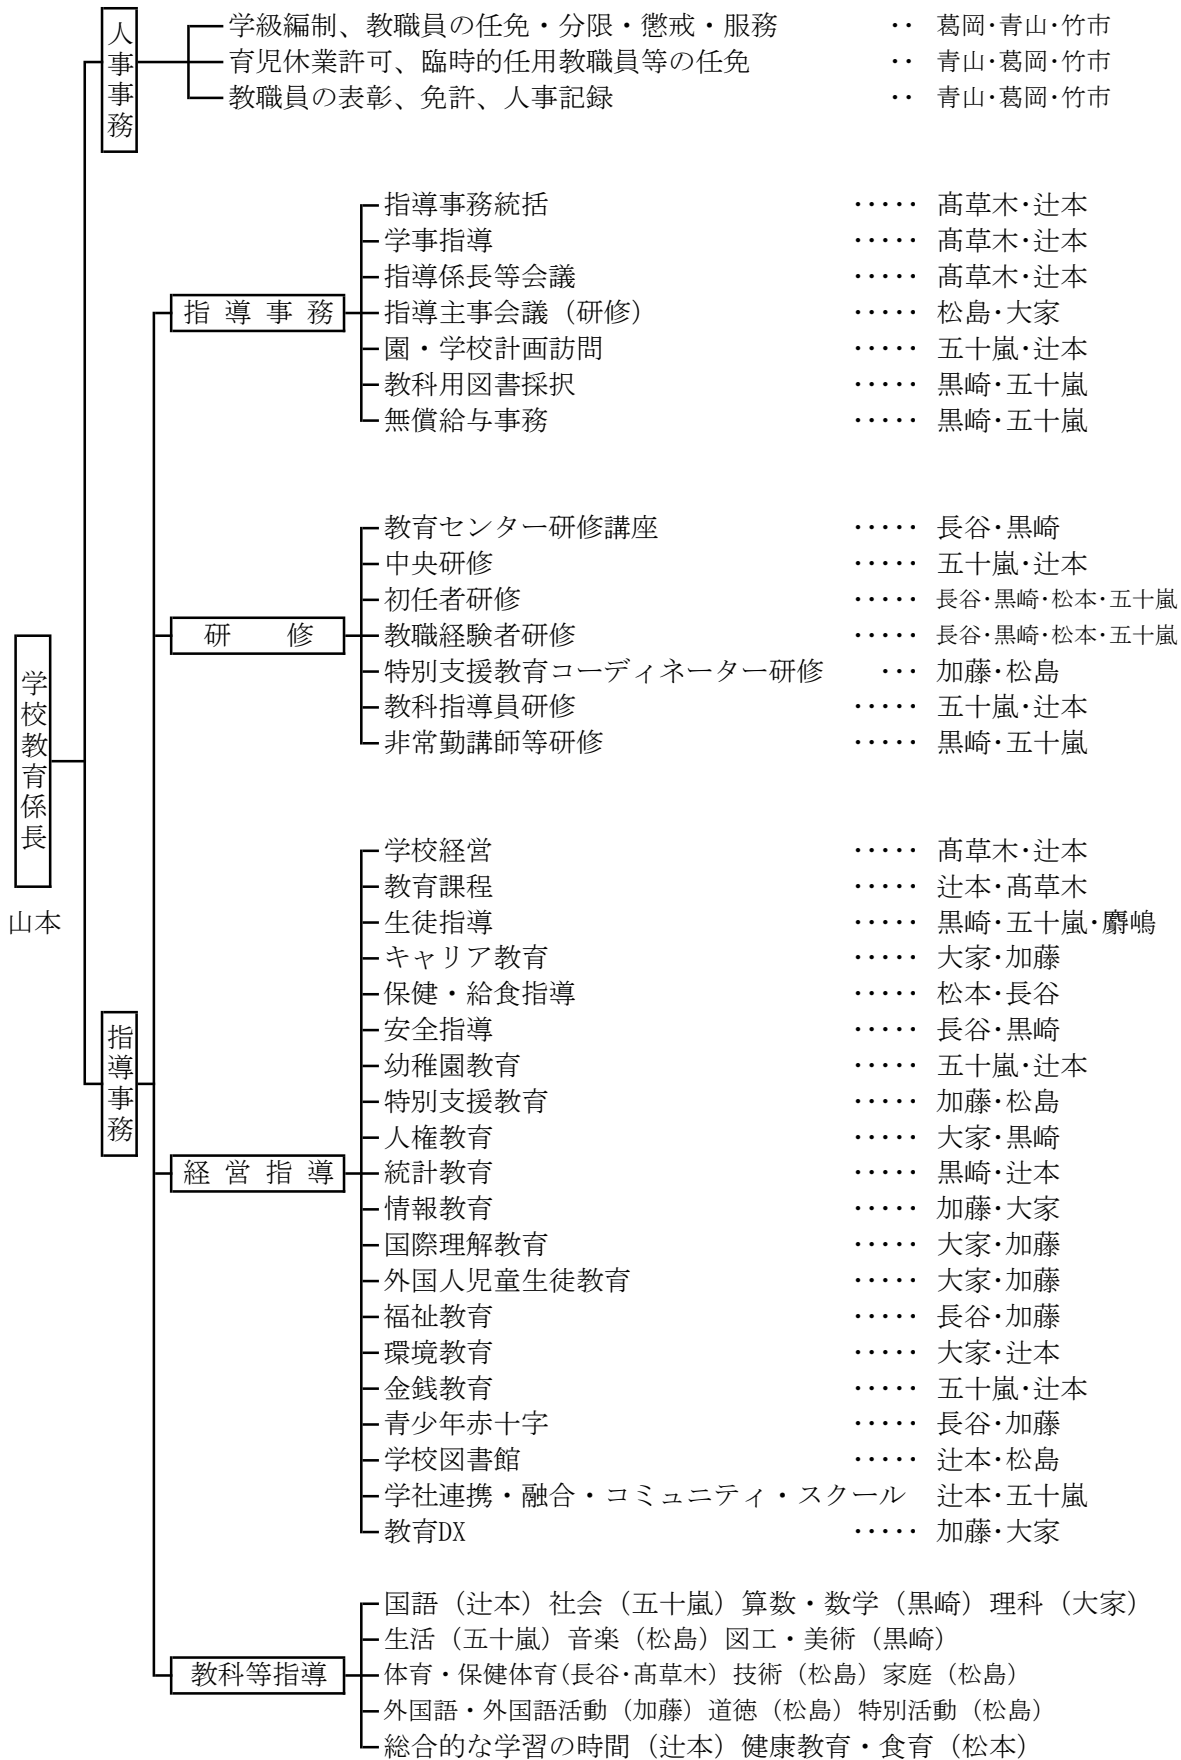 人事事務
学級編制、教職員の任免・分限・懲戒・服務 ‥ 葛岡・青山・竹市
育児休業許可、臨時的任用教職員等の任免 ‥ 青山・葛岡・竹市
教職員の表彰、免許、人事記録 ‥ 青山・葛岡・竹市
指導事務統括 ‥‥‥ 髙草木・辻本
学事指導 ‥‥‥ 髙草木・辻本
指導係長等会議 ‥‥‥ 髙草木・辻本
指導事務
指導主事会議（研修） ‥‥‥ 松島・大家
園・学校計画訪問 ‥‥‥ 五十嵐・辻本
教科用図書採択 ‥‥‥ 黒崎・五十嵐
無償給与事務 ‥‥‥ 黒崎・五十嵐
教育センター研修講座 ‥‥‥ 長谷・黒崎
中央研修 ‥‥‥ 五十嵐・辻本
初任者研修 ‥‥‥ 長谷・黒崎・松本・五十嵐
研　修
教職経験者研修 ‥‥‥ 長谷・黒崎・松本・五十嵐
特別支援教育コーディネーター研修 … 加藤・松島
教科指導員研修 ‥‥‥ 五十嵐・辻本
非常勤講師等研修 ‥‥‥ 黒崎・五十嵐
学校教育係長
山本
指導事務
学校経営 ‥‥‥ 髙草木・辻本
教育課程 ‥‥‥ 辻本・髙草木
生徒指導 ‥‥‥ 黒崎・五十嵐・麝嶋
キャリア教育 ‥‥‥ 大家・加藤
保健・給食指導 ‥‥‥ 松本・長谷
安全指導 ‥‥‥ 長谷・黒崎
幼稚園教育 ‥‥‥ 五十嵐・辻本
特別支援教育 ‥‥‥ 加藤・松島
人権教育 ‥‥‥ 大家・黒崎
経営指導
統計教育 ‥‥‥ 黒崎・辻本
情報教育 ‥‥‥ 加藤・大家
国際理解教育 ‥‥‥ 大家・加藤
外国人児童生徒教育 ‥‥‥ 大家・加藤
福祉教育 ‥‥‥ 長谷・加藤
環境教育 ‥‥‥ 大家・辻本
金銭教育 ‥‥‥ 五十嵐・辻本
青少年赤十字 ‥‥‥ 長谷・加藤
学校図書館 ‥‥‥ 辻本・松島
学社連携・融合・コミュニティ・スクール 辻本・五十嵐
教育DX ‥‥‥ 加藤・大家
国語（辻本）社会（五十嵐）算数・数学（黒崎）理科（大家）
生活（五十嵐）音楽（松島）図工・美術（黒崎）
教科等指導
体育・保健体育(長谷・髙草木）技術（松島）家庭（松島）
外国語・外国語活動（加藤）道徳（松島）特別活動（松島）
総合的な学習の時間（辻本）健康教育・食育（松本）